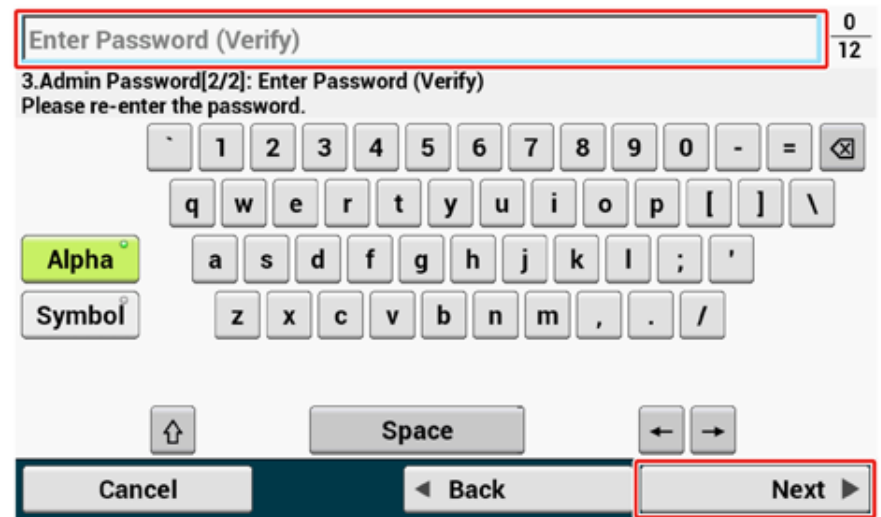 Enter Password (Verify)
0
12
3.Admin Password[2/2]: Enter Password (Verify)
Please re-enter the password.
` 1 2 3 4 5 6 7 8 9 0 - =
q w e r t y u i o p [ ] \
Alpha a s d f g h j k l ; '
Symbol z x c v b n m , . /
Space
Cancel Back Next